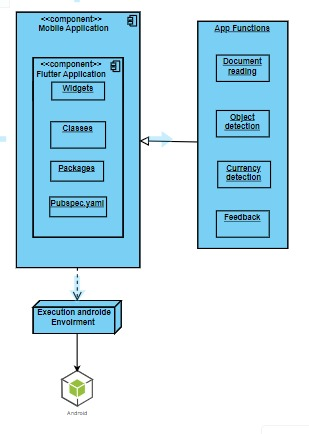 <<component>>
Mobile Application
<<component>>
Flutter Application
Widgets
Classes
Packages
Pubspec.yaml
App Functions
Document
reading
Object
detection
Currency
detection
Feedback
Execution androide
Envoirment
Android